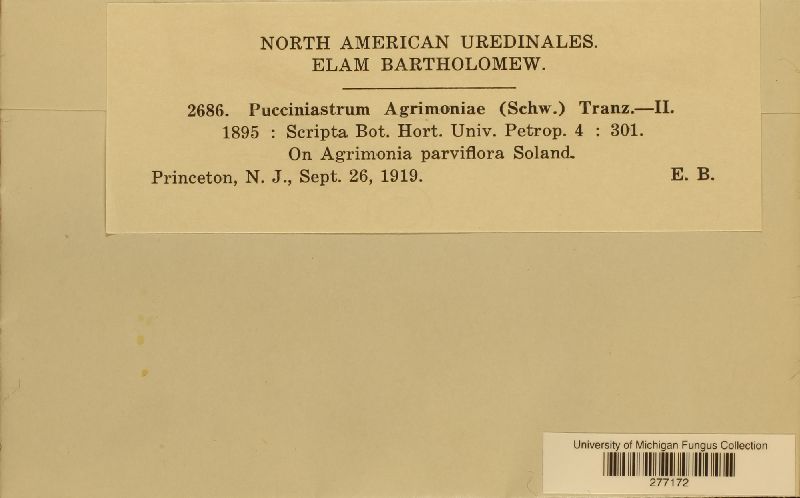 NORTH AMERICAN UREDINALES.
ELAM BARTHOLOMEW.
2686. Pucciniastrum Agrimoniae (Schw.) Tranz.—II.
1895 : Scripta Bot. Hort. Univ. Petrop. 4 : 301.
On Agrimonia parviflora Soland.
Princeton, N. J., Sept. 26, 1919. E. B.
University of Michigan Fungus Collection
277172